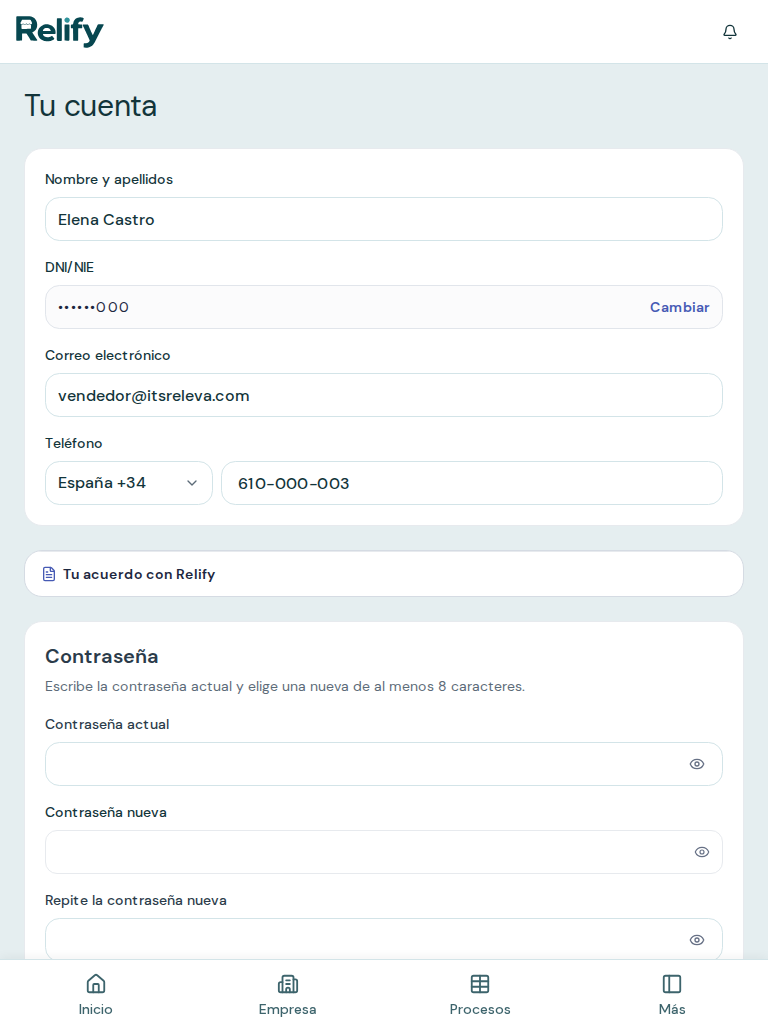 Relify
Tu cuenta
Nombre y apellidos
Elena Castro
DNI/NIE
••••••000
Cambiar
Correo electrónico
vendedor@itsreleva.com
Teléfono
España +34
610-000-003
Tu acuerdo con Relify
Contraseña
Escribe la contraseña actual y elige una nueva de al menos 8 caracteres.
Contraseña actual
Contraseña nueva
Repite la contraseña nueva
Inicio
Empresa
Procesos
Más